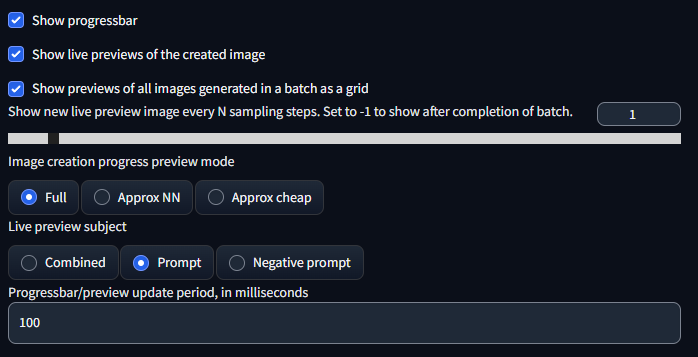 Show progressbar
Show live previews of the created image
Show previews of all images generated in a batch as a grid
Show new live preview image every N sampling steps. Set to -1 to show after completion of batch. 1
Image creation progress preview mode
Full Approx NN Approx cheap
Live preview subject
Combined Prompt Negative prompt
Progressbar/preview update period, in milliseconds
100